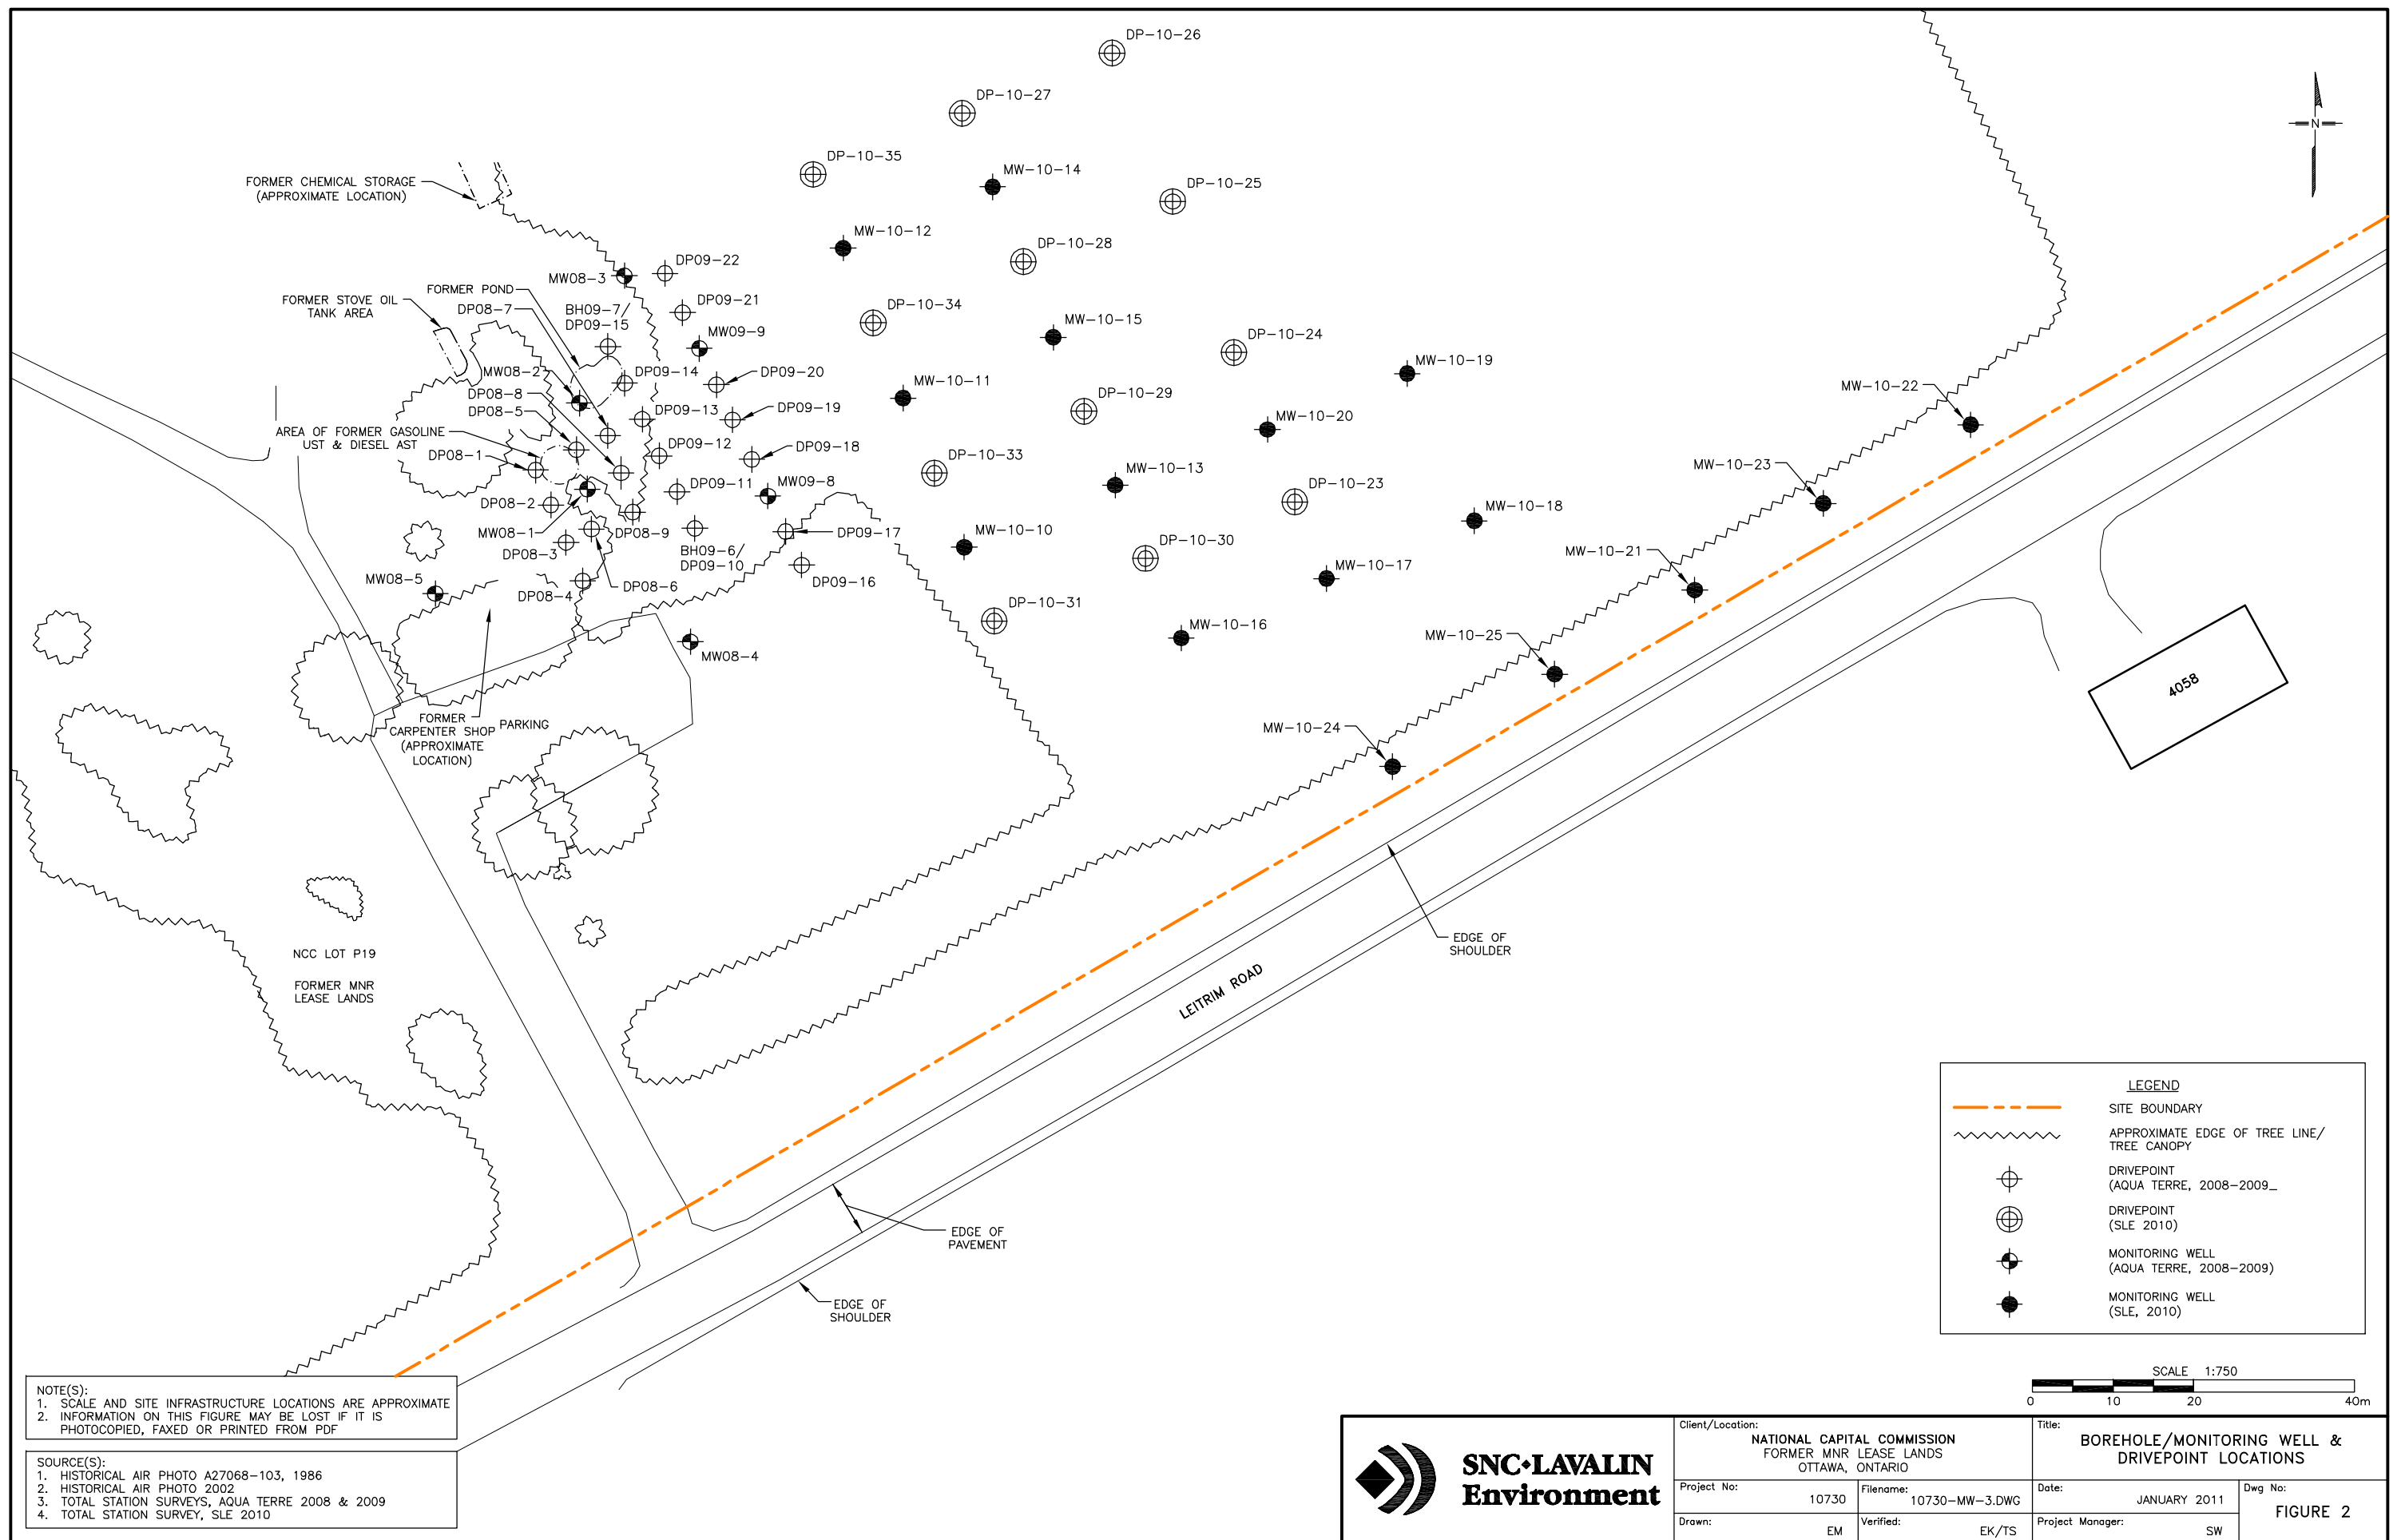 DP-10-26
DP-10-27
DP-10-35
MW-10-14
DP-10-25
N
FORMER CHEMICAL STORAGE
(APPROXIMATE LOCATION)
MW-10-12
DP-10-28
DP09-22
MW08-3
FORMER POND
FORMER STOVE OIL
TANK AREA
DP08-7
BH09-7/
DP09-15
DP09-21
DP-10-34
MW-10-15
MW09-9
DP-10-24
MW-10-19
MW08-2
DP09-14
DP09-20
MW-10-11
MW-10-22
DP08-8
DP08-5
DP09-13
DP09-19
DP-10-29
MW-10-20
AREA OF FORMER GASOLINE
UST & DIESEL AST
DP09-12
DP09-18
DP08-1
DP-10-33
MW-10-13
MW-10-23
DP09-11
MW09-8
DP08-2
DP-10-23
MW-10-18
MW08-1
DP08-9
DP09-17
MW-10-10
DP08-3
BH09-6/
DP09-10
DP-10-30
MW-10-21
MW08-5
DP08-4
DP08-6
DP09-16
MW-10-17
DP-10-31
MW-10-16
MW-10-25
MW08-4
4058
FORMER
CARPENTER SHOP
(APPROXIMATE
LOCATION)
PARKING
MW-10-24
NCC LOT P19
FORMER MNR
LEASE LANDS
EDGE OF
SHOULDER
LEITRIM ROAD
EDGE OF
PAVEMENT
EDGE OF
SHOULDER
LEGEND
SITE BOUNDARY
APPROXIMATE EDGE OF TREE LINE/
TREE CANOPY
DRIVEPOINT
(AQUA TERRE, 2008-2009_
DRIVEPOINT
(SLE 2010)
MONITORING WELL
(AQUA TERRE, 2008-2009)
MONITORING WELL
(SLE, 2010)
SCALE 1:750
0 10 20 40m
NOTE(S):
1. SCALE AND SITE INFRASTRUCTURE LOCATIONS ARE APPROXIMATE
2. INFORMATION ON THIS FIGURE MAY BE LOST IF IT IS
PHOTOCOPIED, FAXED OR PRINTED FROM PDF
SOURCE(S):
1. HISTORICAL AIR PHOTO A27068-103, 1986
2. HISTORICAL AIR PHOTO 2002
3. TOTAL STATION SURVEYS, AQUA TERRE 2008 & 2009
4. TOTAL STATION SURVEY, SLE 2010
SNC•LAVALIN
Environment
Client/Location:
NATIONAL CAPITAL COMMISSION
FORMER MNR LEASE LANDS
OTTAWA, ONTARIO
Title:
BOREHOLE/MONITORING WELL &
DRIVEPOINT LOCATIONS
Project No: 10730
Filename: 10730-MW-3.DWG
Date: JANUARY 2011
Dwg No:
FIGURE 2
Drawn: EM
Verified: EK/TS
Project Manager: SW